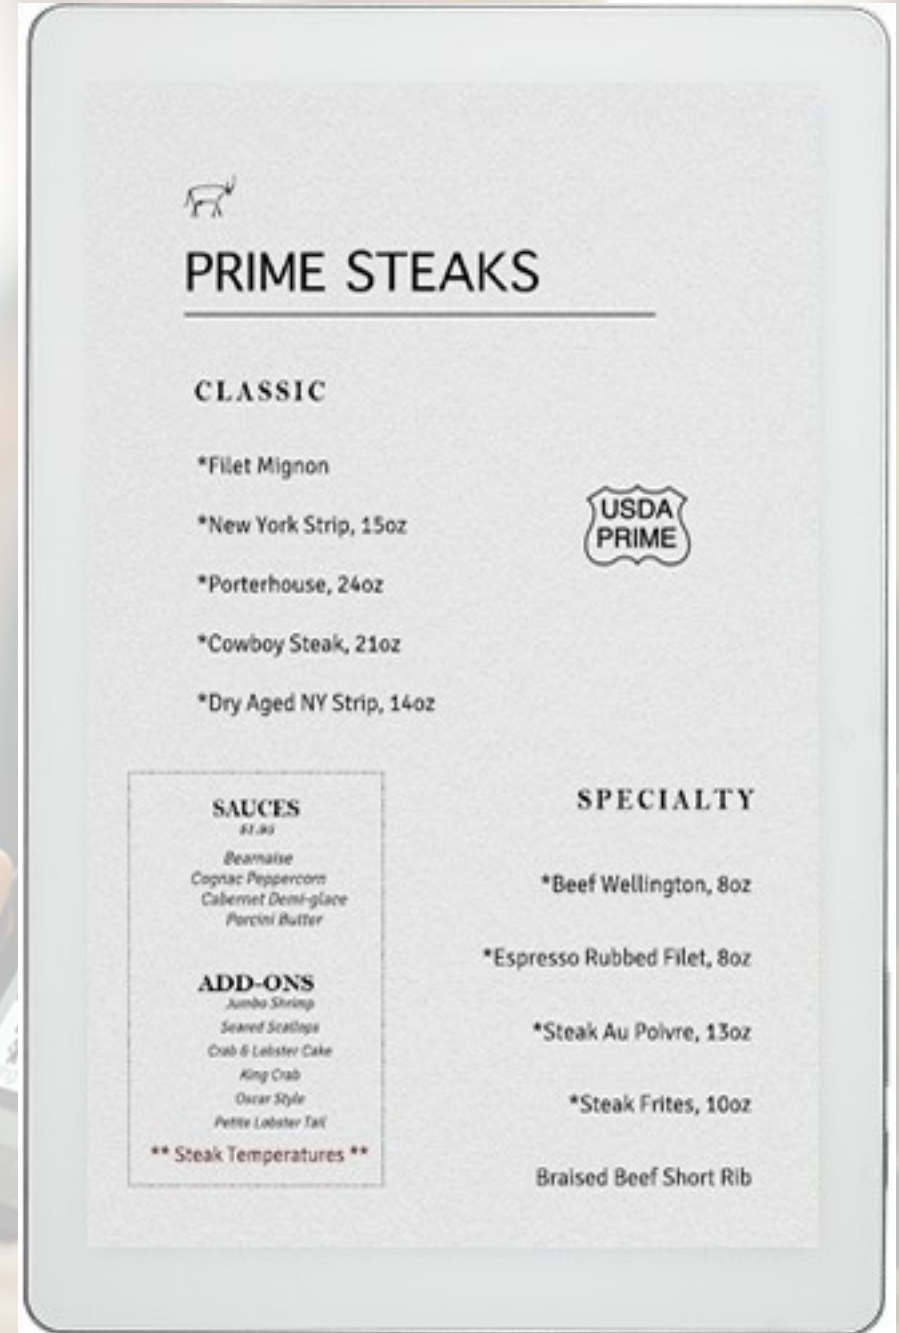 PRIME STEAKS
CLASSIC
*Filet Mignon
*New York Strip, 15oz
*Porterhouse, 24oz
*Cowboy Steak, 21oz
*Dry Aged NY Strip, 14oz
USDA
PRIME
SAUCES
$1.95
Bearnaise
Cognac Peppercorn
Cabernet Demi-glace
Porcini Butter
ADD-ONS
Jumbo Shrimp
Seared Scallops
Crab & Lobster Cake
King Crab
Oscar Style
Petite Lobster Tail
** Steak Temperatures **
SPECIALTY
*Beef Wellington, 8oz
*Espresso Rubbed Filet, 8oz
*Steak Au Poivre, 13oz
*Steak Frites, 10oz
Braised Beef Short Rib